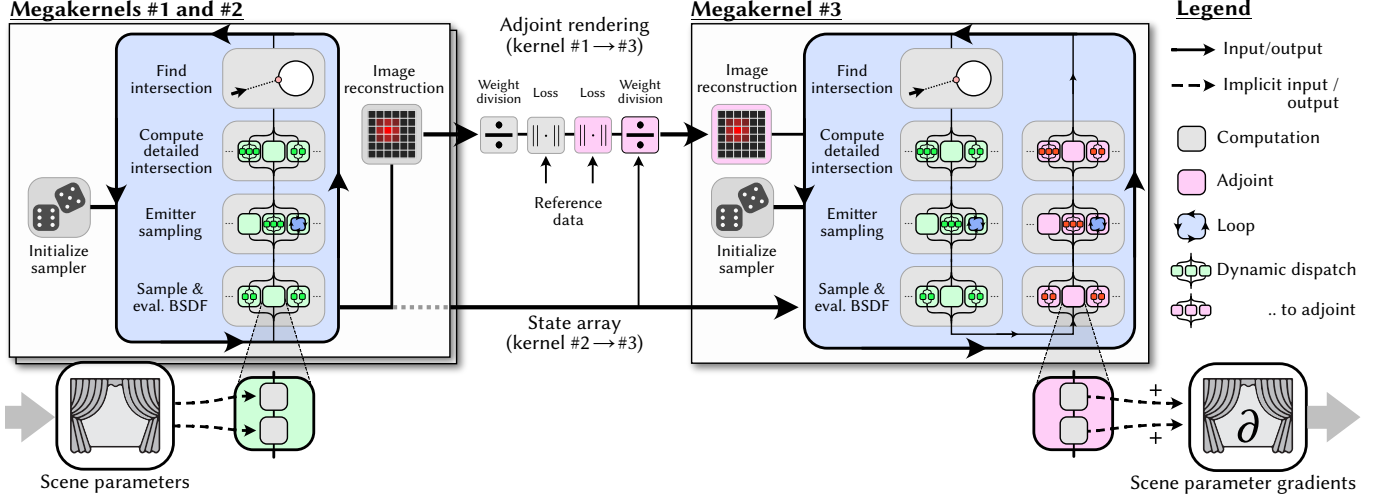 Megakernels #1 and #2
Find
intersection
Compute
detailed
intersection
Emitter
sampling
Sample &
eval. BSDF
Initialize
sampler
Image
reconstruction
Adjoint rendering
(kernel #1→#3)
Weight
division
Loss
Loss
Weight
division
Reference
data
State array
(kernel #2→#3)
Megakernel #3
Image
reconstruction
Initialize
sampler
Find
intersection
Compute
detailed
intersection
Emitter
sampling
Sample &
eval. BSDF
Legend
Input/output
Implicit input /
output
Computation
Adjoint
Loop
Dynamic dispatch
.. to adjoint
Scene parameters
+
+
∂
Scene parameter gradients